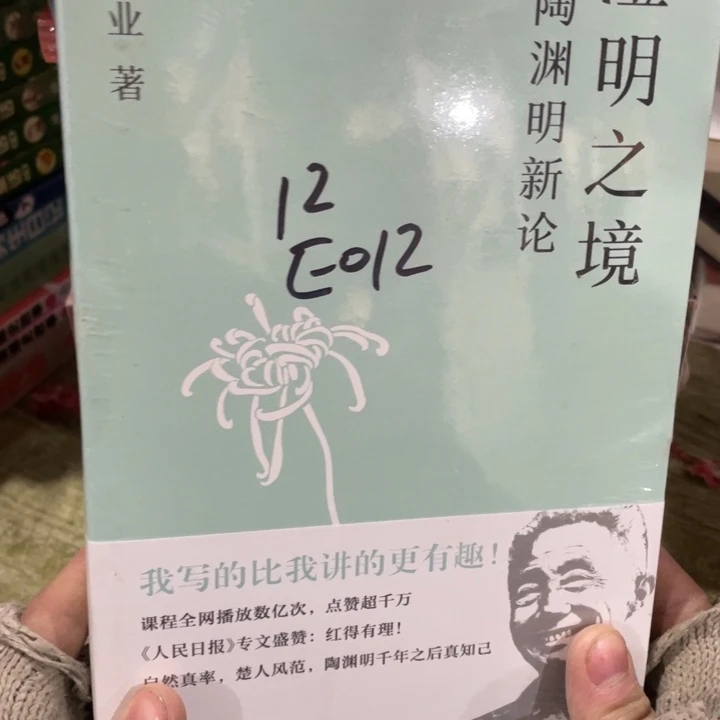 明之境
陶渊明新论
业 著
12
E012
我写的比我讲的更有趣！
课程全网播放数亿次，点赞超千万
《人民日报》专文盛赞：红得有理！
自然真率，楚人风范，陶渊明千年之后真知己